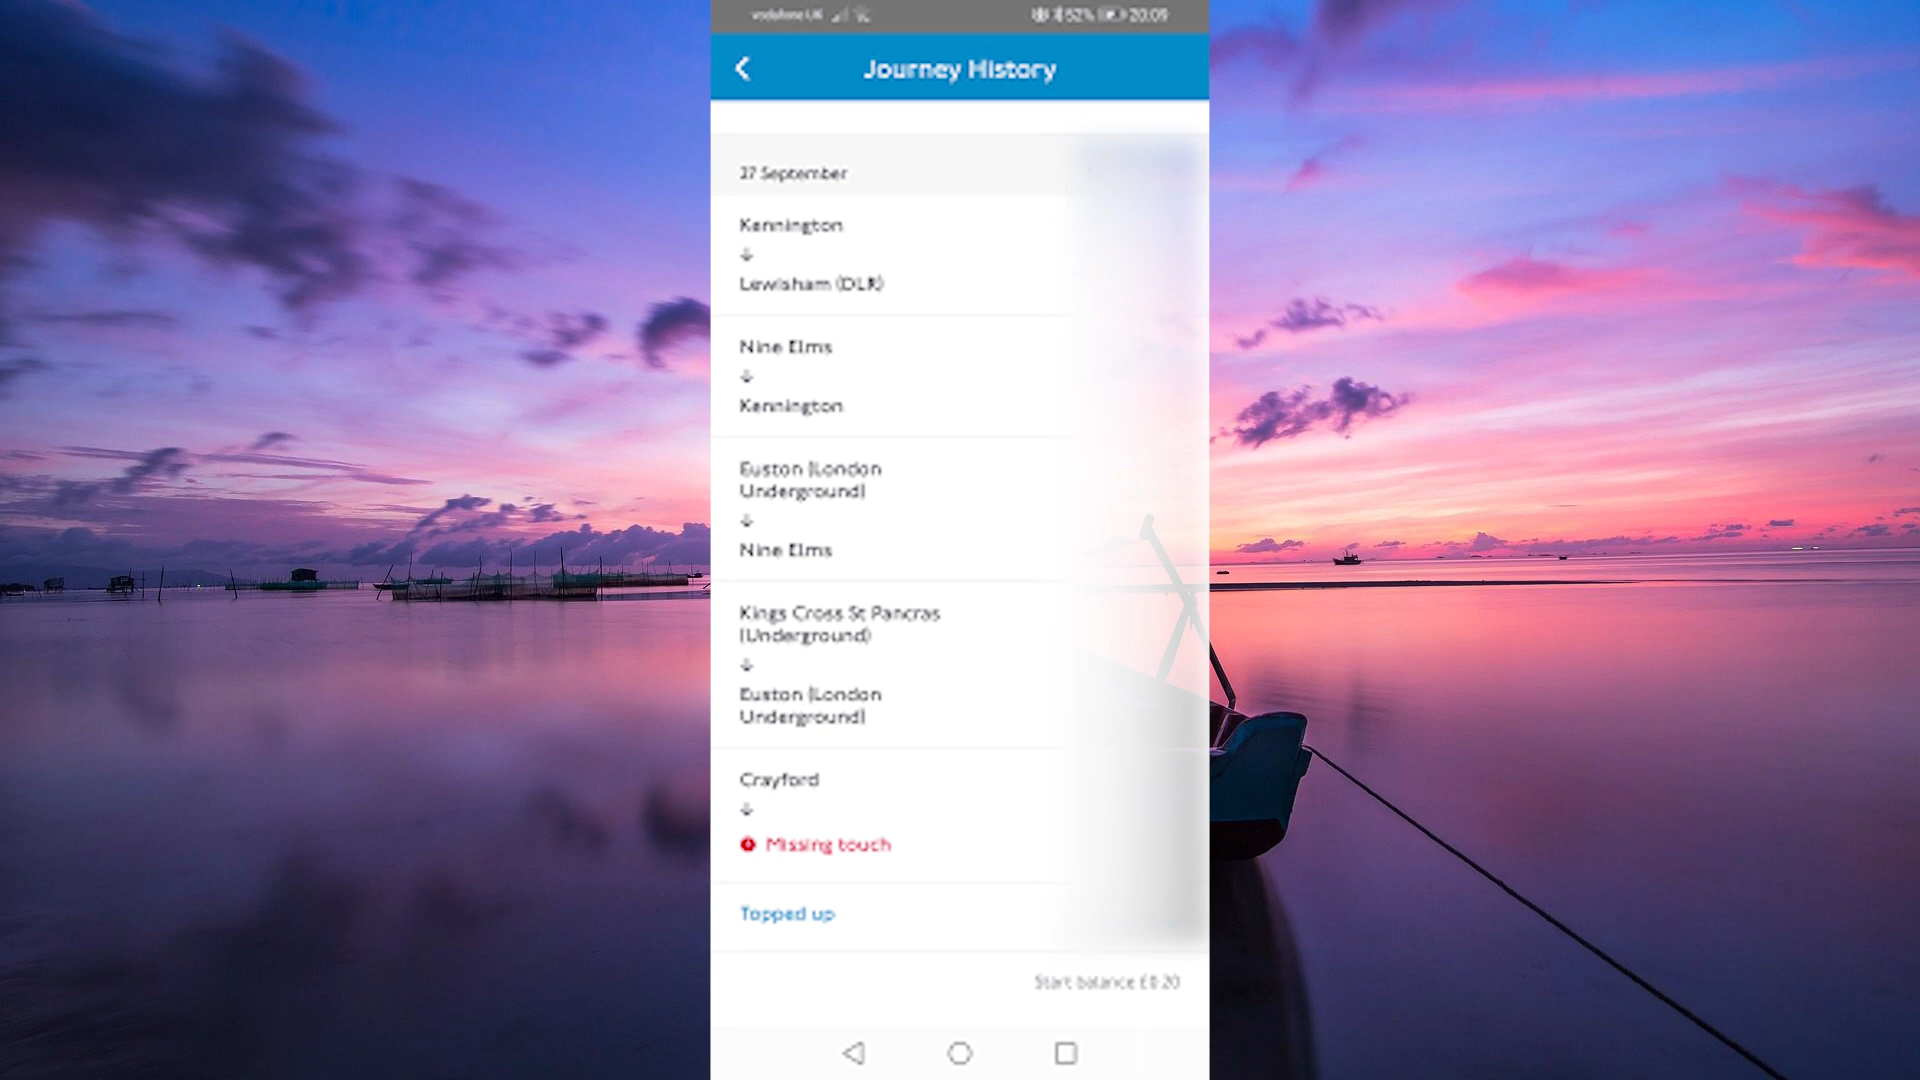 vodafone UK
52%
20:09
Journey History
27 September
Kennington
↓
Lewisham (DLR)
Nine Elms
↓
Kennington
Euston (London
Underground)
↓
Nine Elms
Kings Cross St Pancras
(Underground)
↓
Euston (London
Underground)
Crayford
↓
Missing touch
Topped up
Start balance £0.20